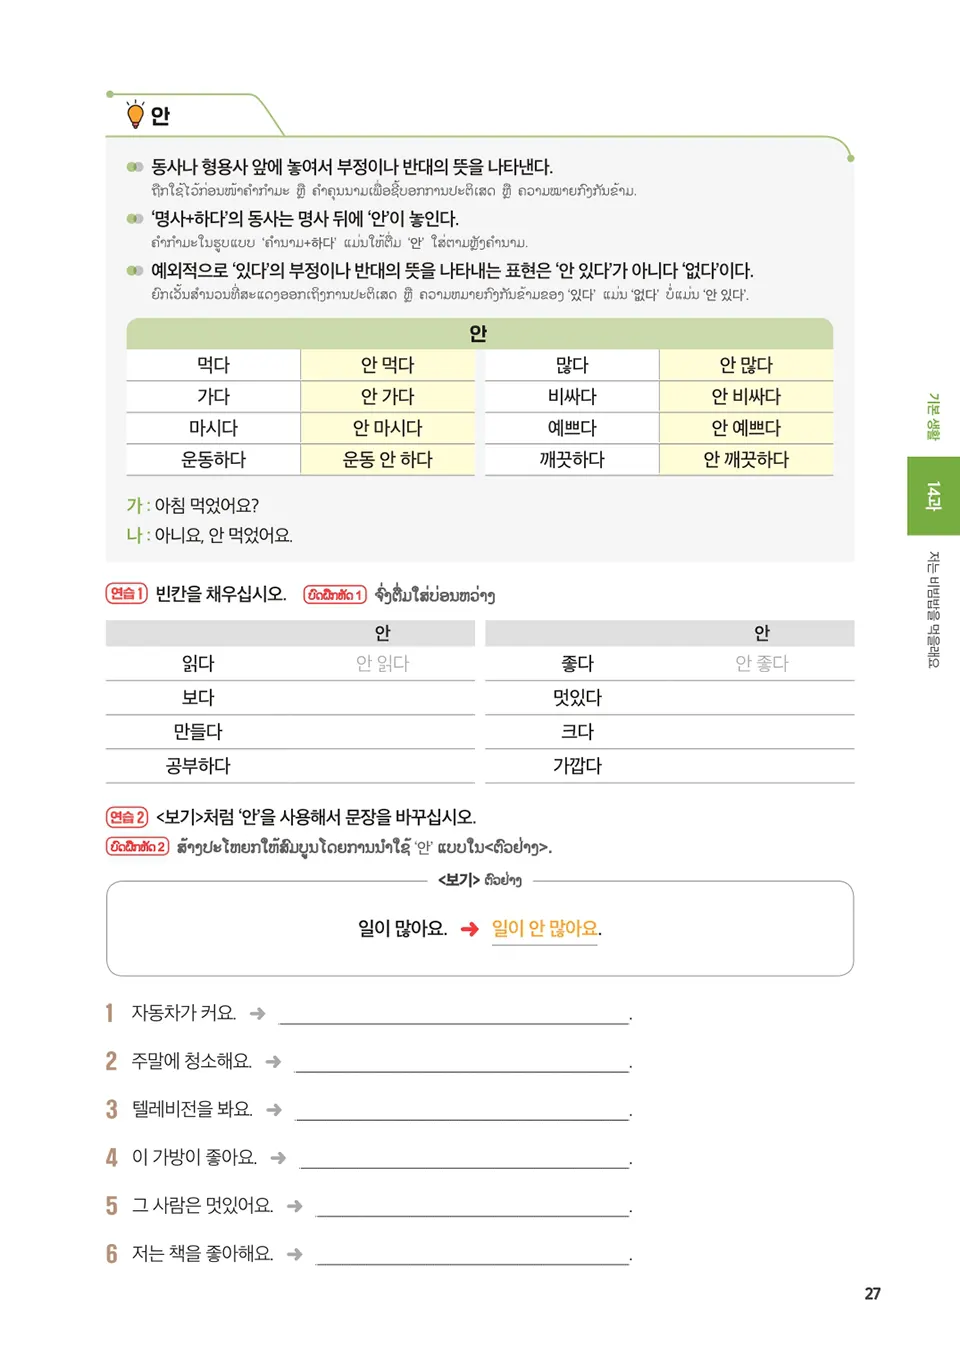 안
동사나 형용사 앞에 놓여서 부정이나 반대의 뜻을 나타낸다.
ຖືກໃຊ້ໄວ້ກ່ອນໜ້າຄໍາກໍາມະ ຫຼື ຄໍາຄຸນນາມເພື່ອຊີ້ບອກການປະຕິເສດ ຫຼື ຄວາມໝາຍກົງກັນຂ້າມ.
‘명사+하다’의 동사는 명사 뒤에 ‘안’이 놓인다.
ຄໍາກໍາມະໃນຮູບແບບ ‘ຄໍານາມ+하다’ ແມ່ນໃຫ້ຕື່ມ ‘안’ ໃສ່ຕາມຫຼັງຄໍານາມ.
예외적으로 ‘있다’의 부정이나 반대의 뜻을 나타내는 표현은 ‘안 있다’가 아니다 ‘없다’이다.
ຍົກເວັ້ນສໍານວນທີ່ສະແດງອອກເຖິງການປະຕິເສດ ຫຼື ຄວາມຫມາຍກົງກັນຂ້າມຂອງ ‘있다’ ແມ່ນ ‘없다’ ບໍ່ແມ່ນ ‘안 있다’.
안
먹다 안 먹다 많다 안 많다
가다 안 가다 비싸다 안 비싸다
마시다 안 마시다 예쁘다 안 예쁘다
운동하다 운동 안 하다 깨끗하다 안 깨끗하다
가 : 아침 먹었어요?
나 : 아니요, 안 먹었어요.
연습 1 빈칸을 채우십시오. ບົດຝຶກຫັດ 1 ຈົ່ງຕື່ມໃສ່ບ່ອນຫວ່າງ
안 안
읽다 안 읽다 좋다 안 좋다
보다 멋있다
만들다 크다
공부하다 가깝다
연습 2 <보기>처럼 ‘안’을 사용해서 문장을 바꾸십시오.
ບົດຝຶກຫັດ 2 ສ້າງປະໂຫຍກໃຫ້ສົມບູນໂດຍການນໍາໃຊ້ ‘안’ ແບບໃນ<ຕົວຢ່າງ>.
<보기> ຕົວຢ່າງ
일이 많아요. ➜ 일이 안 많아요.
1 자동차가 커요. ➜ .
2 주말에 청소해요. ➜ .
3 텔레비전을 봐요. ➜ .
4 이 가방이 좋아요. ➜ .
5 그 사람은 멋있어요. ➜ .
6 저는 책을 좋아해요. ➜ .
기본 생활
14과
저는 비빔밥을 먹을래요
27